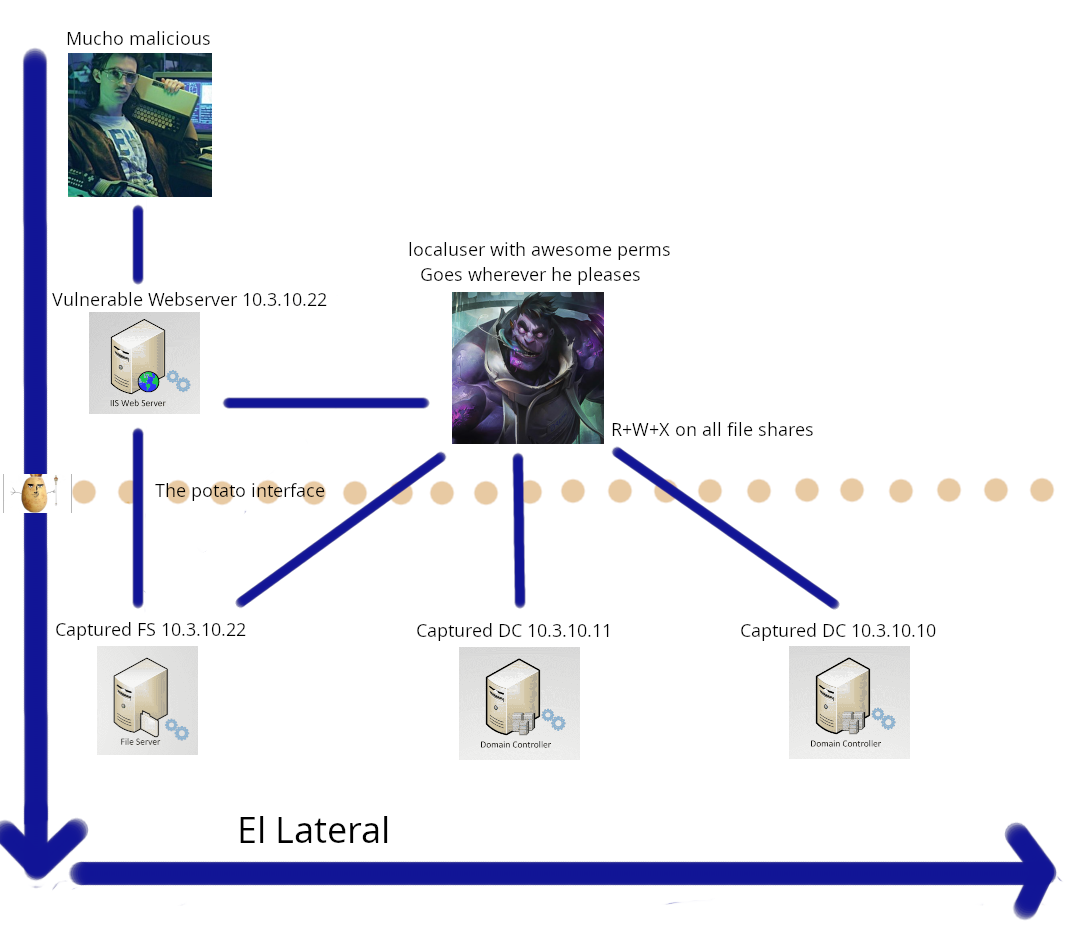 Mucho malicious
localuser with awesome perms
Goes wherever he pleases
Vulnerable Webserver 10.3.10.22
IIS Web Server
R+W+X on all file shares
The potato interface
Captured FS 10.3.10.22
Captured DC 10.3.10.11
Captured DC 10.3.10.10
File Server
Domain Controller
Domain Controller
El Lateral